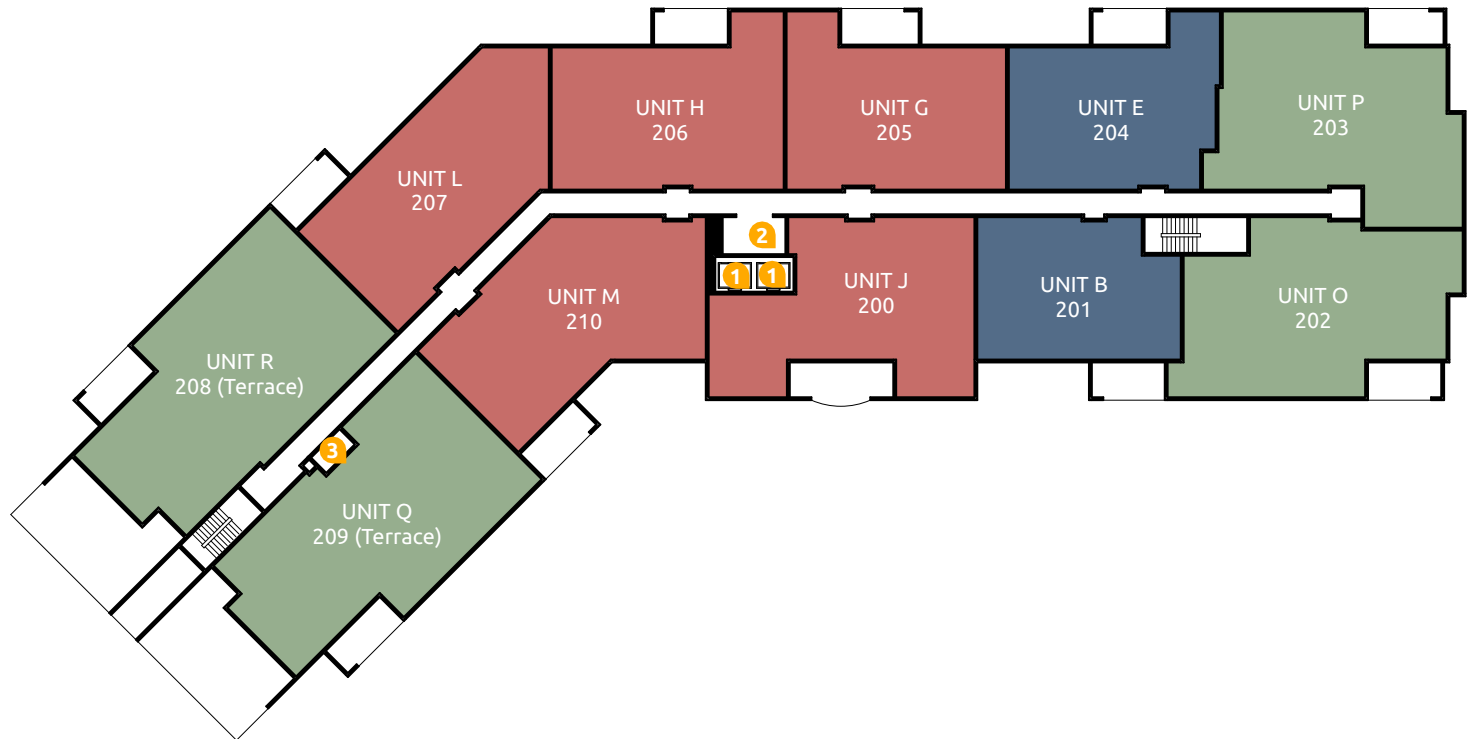 UNIT H
206
UNIT G
205
UNIT E
204
UNIT P
203
UNIT L
207
2
1
1
UNIT M
210
UNIT J
200
UNIT B
201
UNIT O
202
UNIT R
208 (Terrace)
3
UNIT Q
209 (Terrace)